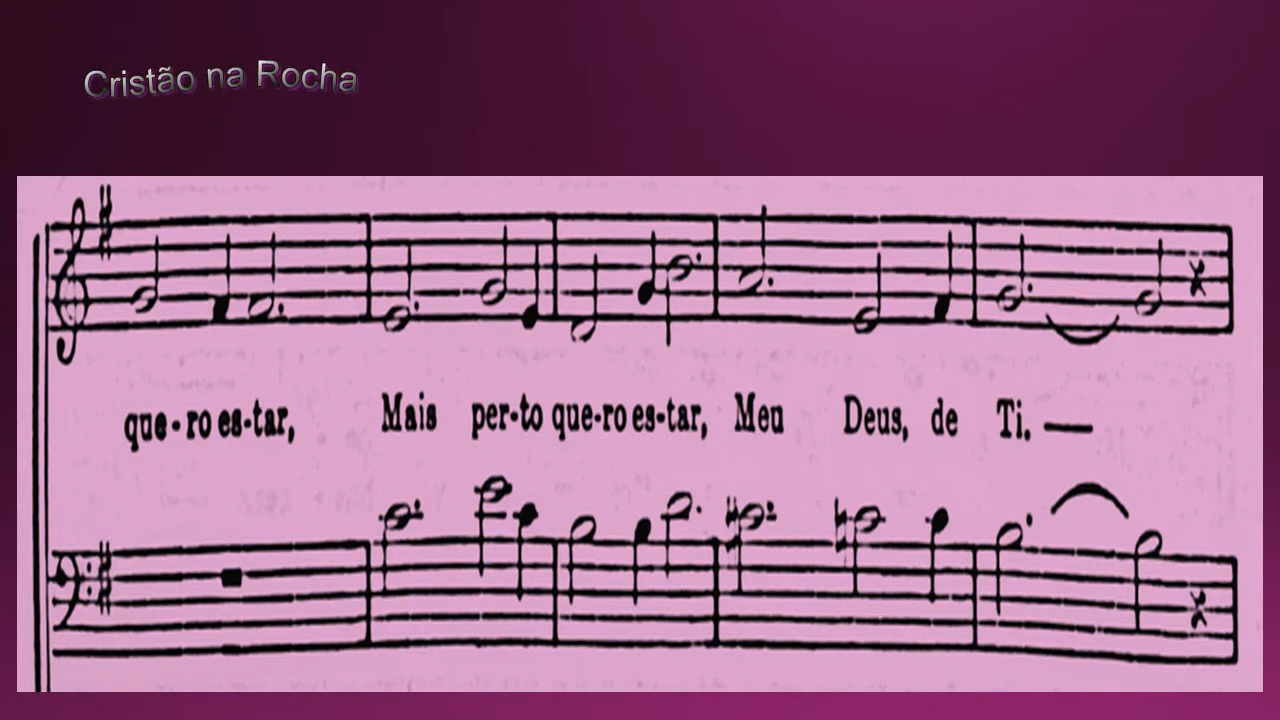 Cristão na Rocha
que-ro es-tar, Mais per-to que-ro es-tar, Meu Deus, de Ti.—